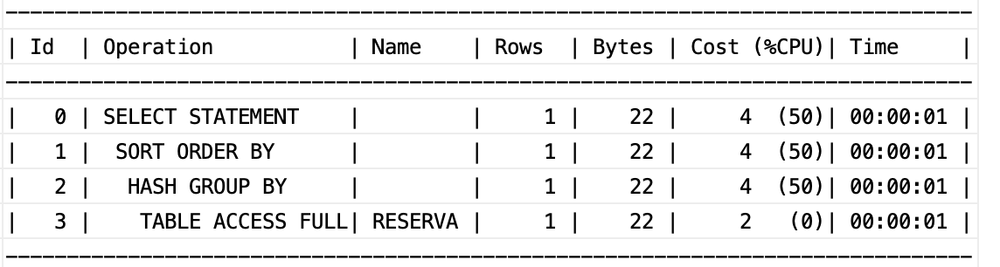 --------------------------------------------------------------------------------
| Id  | Operation           | Name    | Rows  | Bytes | Cost (%CPU)| Time     |
--------------------------------------------------------------------------------
|   0 | SELECT STATEMENT    |         |     1 |    22 |     4  (50)| 00:00:01 |
|   1 |  SORT ORDER BY      |         |     1 |    22 |     4  (50)| 00:00:01 |
|   2 |   HASH GROUP BY     |         |     1 |    22 |     4  (50)| 00:00:01 |
|   3 |    TABLE ACCESS FULL| RESERVA |     1 |    22 |     2   (0)| 00:00:01 |
--------------------------------------------------------------------------------